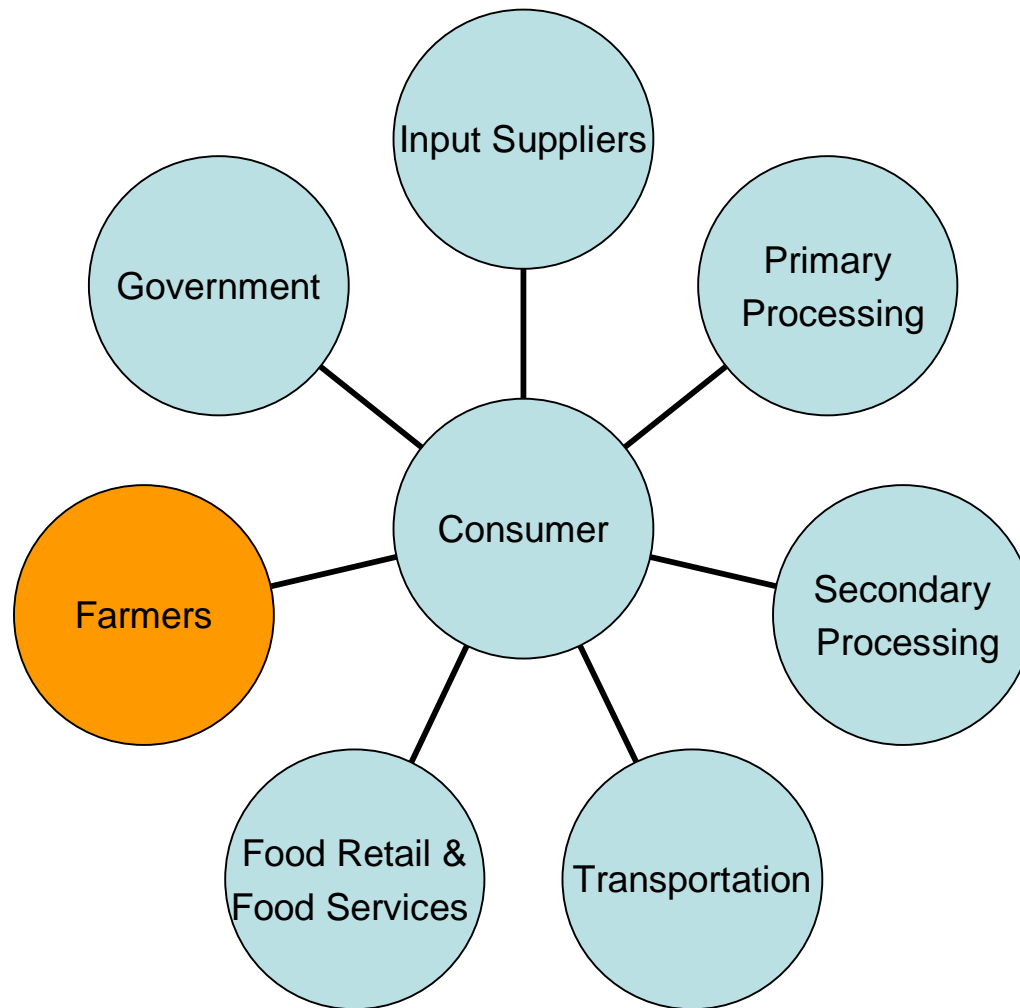 Input Suppliers
Primary
Processing
Government
Consumer
Secondary
Processing
Farmers
Food Retail &
Food Services
Transportation